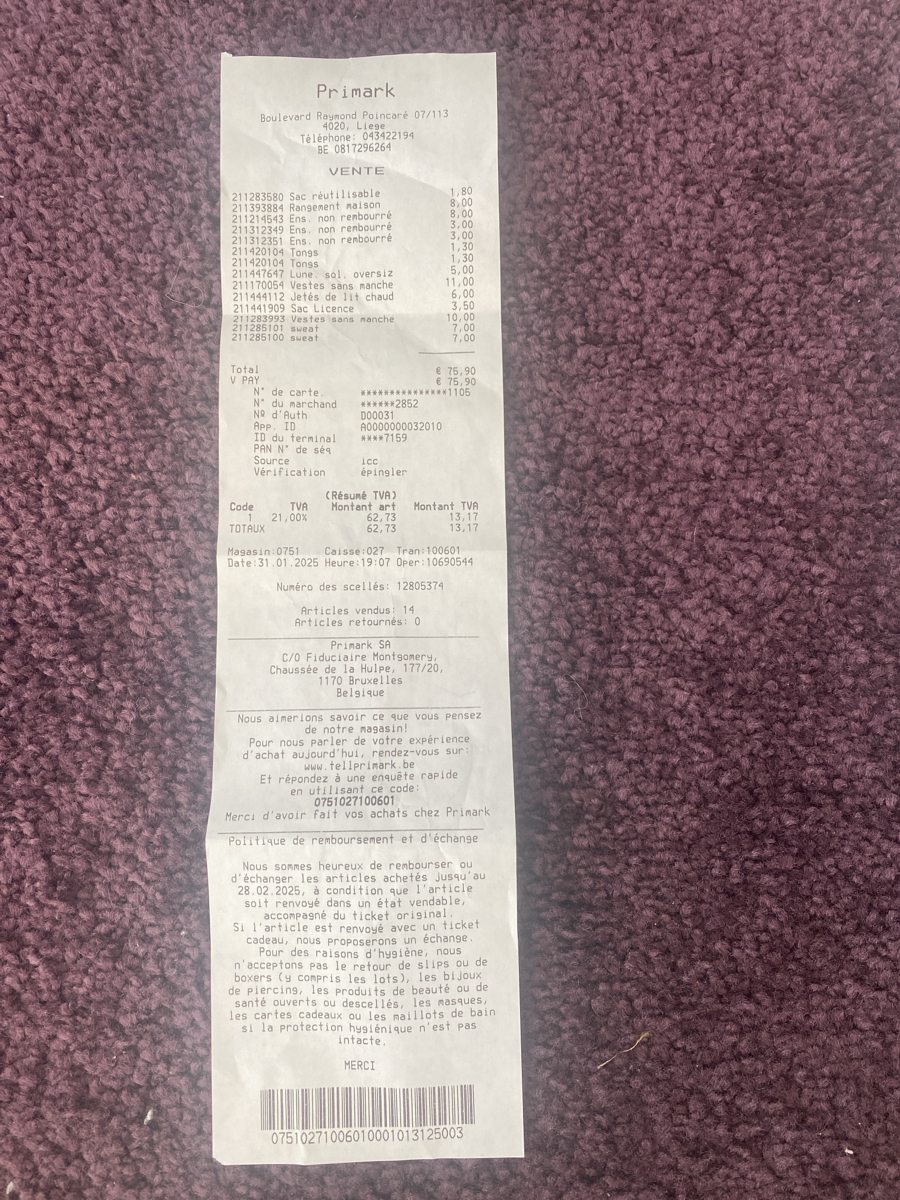 Primark
Boulevard Raymond Poincaré 07/113
4020, Liege
Téléphone: 043422194
BE 0817296264
VENTE
211283580 Sac réutilisable 1,80
211393884 Rangement maison 8,00
211214543 Ens. non rembourré 8,00
211312349 Ens. non rembourré 3,00
211312351 Ens. non rembourré 3,00
211420104 Tongs 1,30
211420104 Tongs 1,30
211447647 Lune. sol. oversiz 5,00
211170054 Vestes sans manche 11,00
211444112 Jetés de lit chaud 6,00
211441909 Sac Licence 3,50
211283993 Vestes sans manche 10,00
211285101 sweat 7,00
211285100 sweat 7,00
Total € 75,90
V PAY € 75,90
N° de carte. ***************1105
N° du marchand ******2852
Nº d'Auth D00031
App. ID A0000000032010
ID du terminal ****7159
PAN N° de séq
Source icc
Vérification épingler
(Résumé TVA)
Code TVA Montant art Montant TVA
1 21,00% 62,73 13,17
TOTAUX 62,73 13,17
Magasin:0751 Caisse:027 Tran:100601
Date:31.01.2025 Heure:19:07 Oper:10690544
Numéro des scellés: 12805374
Articles vendus: 14
Articles retournés: 0
Primark SA
C/O Fiduciaire Montgomery,
Chaussée de la Hulpe, 177/20,
1170 Bruxelles
Belgique
Nous aimerions savoir ce que vous pensez
de notre magasin!
Pour nous parler de votre expérience
d'achat aujourd'hui, rendez-vous sur:
www.tellprimark.be
Et répondez à une enquête rapide
en utilisant ce code:
0751027100601
Merci d'avoir fait vos achats chez Primark
Politique de remboursement et d'échange
Nous sommes heureux de rembourser ou
d'échanger les articles achetés jusqu'au
28.02.2025, à condition que l'article
soit renvoyé dans un état vendable,
accompagné du ticket original.
Si l'article est renvoyé avec un ticket
cadeau, nous proposerons un échange.
Pour des raisons d'hygiène, nous
n'acceptons pas le retour de slips ou de
boxers (y compris les lots), les bijoux
de piercing, les produits de beauté ou de
santé ouverts ou descellés, les masques,
les cartes cadeaux ou les maillots de bain
si la protection hygiénique n'est pas
intacte.
MERCI
07510271006010001013125003